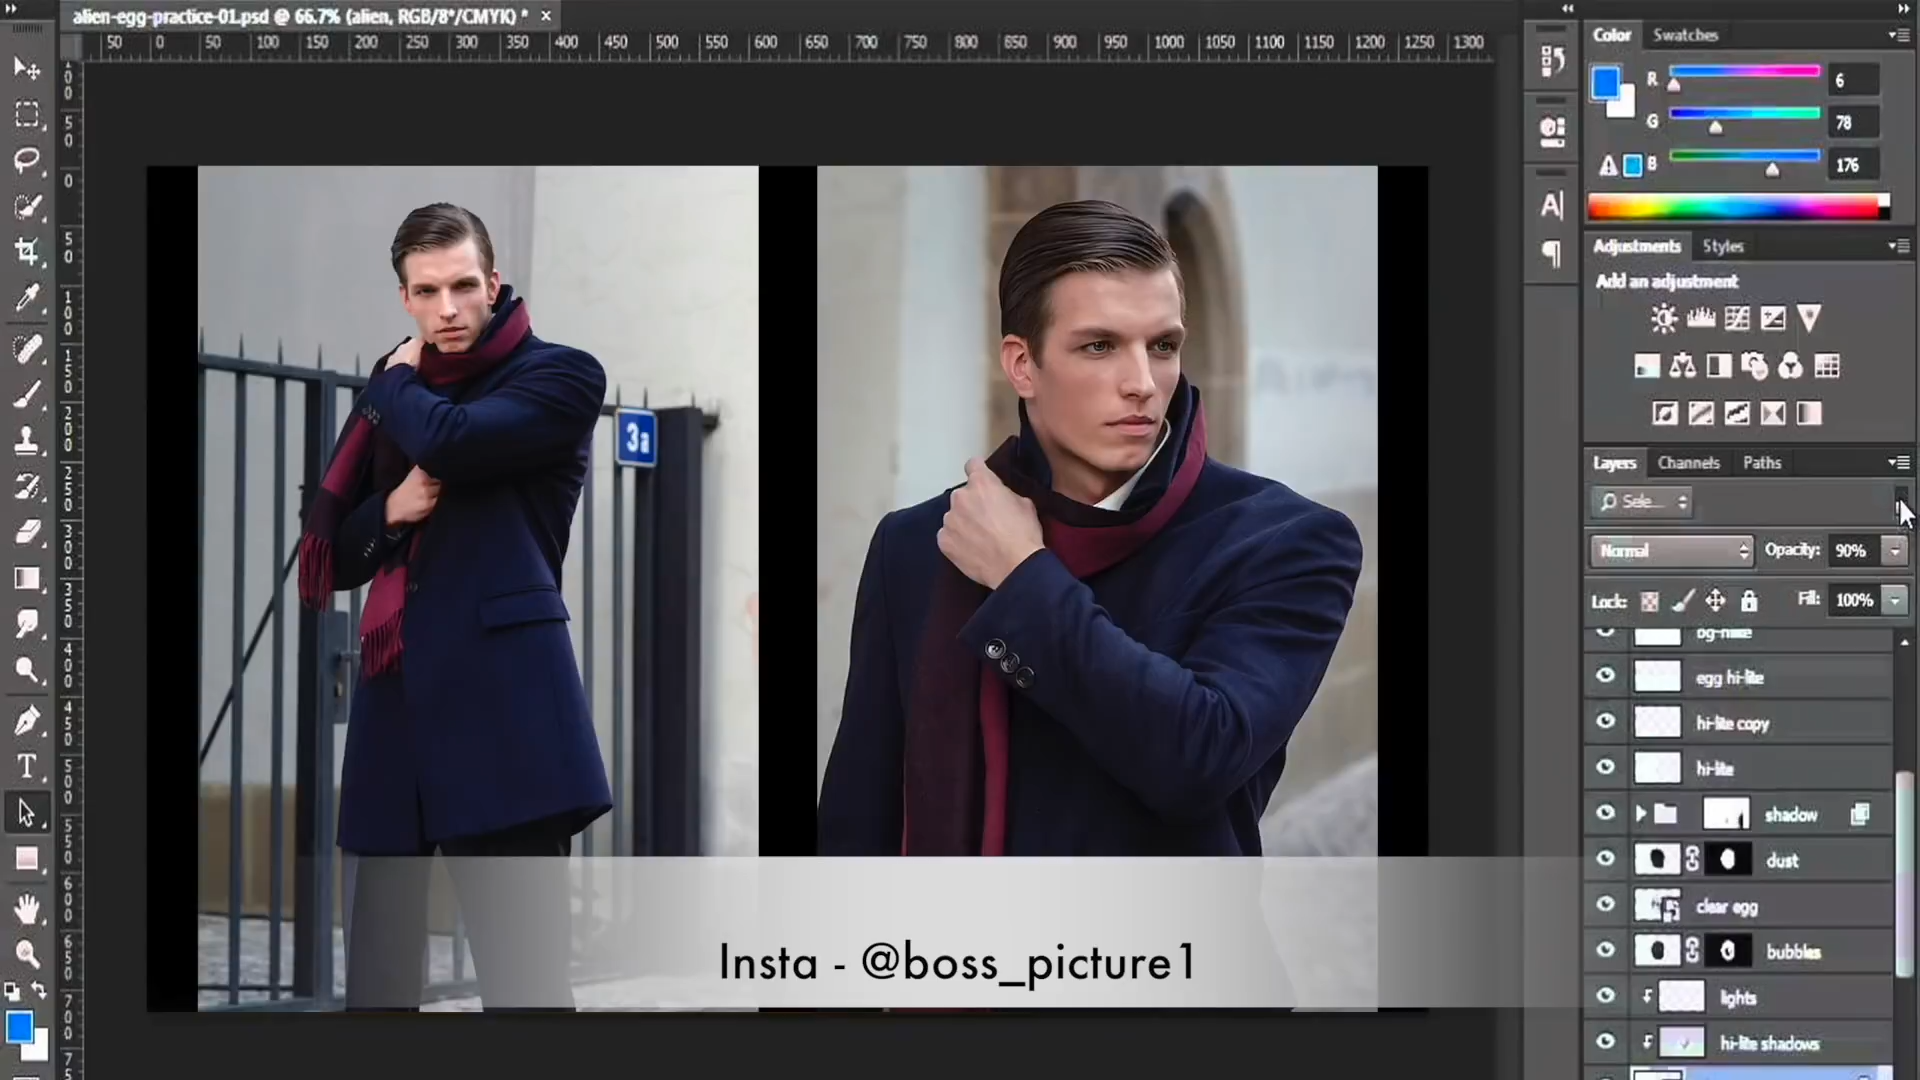 alien-egg-practice-01.psd @ 66.7% (alien, RGB/8*/CMYK) * ×
50 0 50 100 150 200 250 300 350 400 450 500 550 600 650 700 750 800 850 900 950 1000 1050 1100 1150 1200 1250 1300
Color Swatches
R 6
G 78
B 176
Adjustments Styles
Add an adjustment
Layers Channels Paths
Sele...
Normal Opacity: 90%
Lock: Fill: 100%
egg hi-lite
hi-lite copy
hi-lite
shadow
dust
clear egg
bubbles
lights
hi-lite shadows
3a
Insta - @boss_picture1